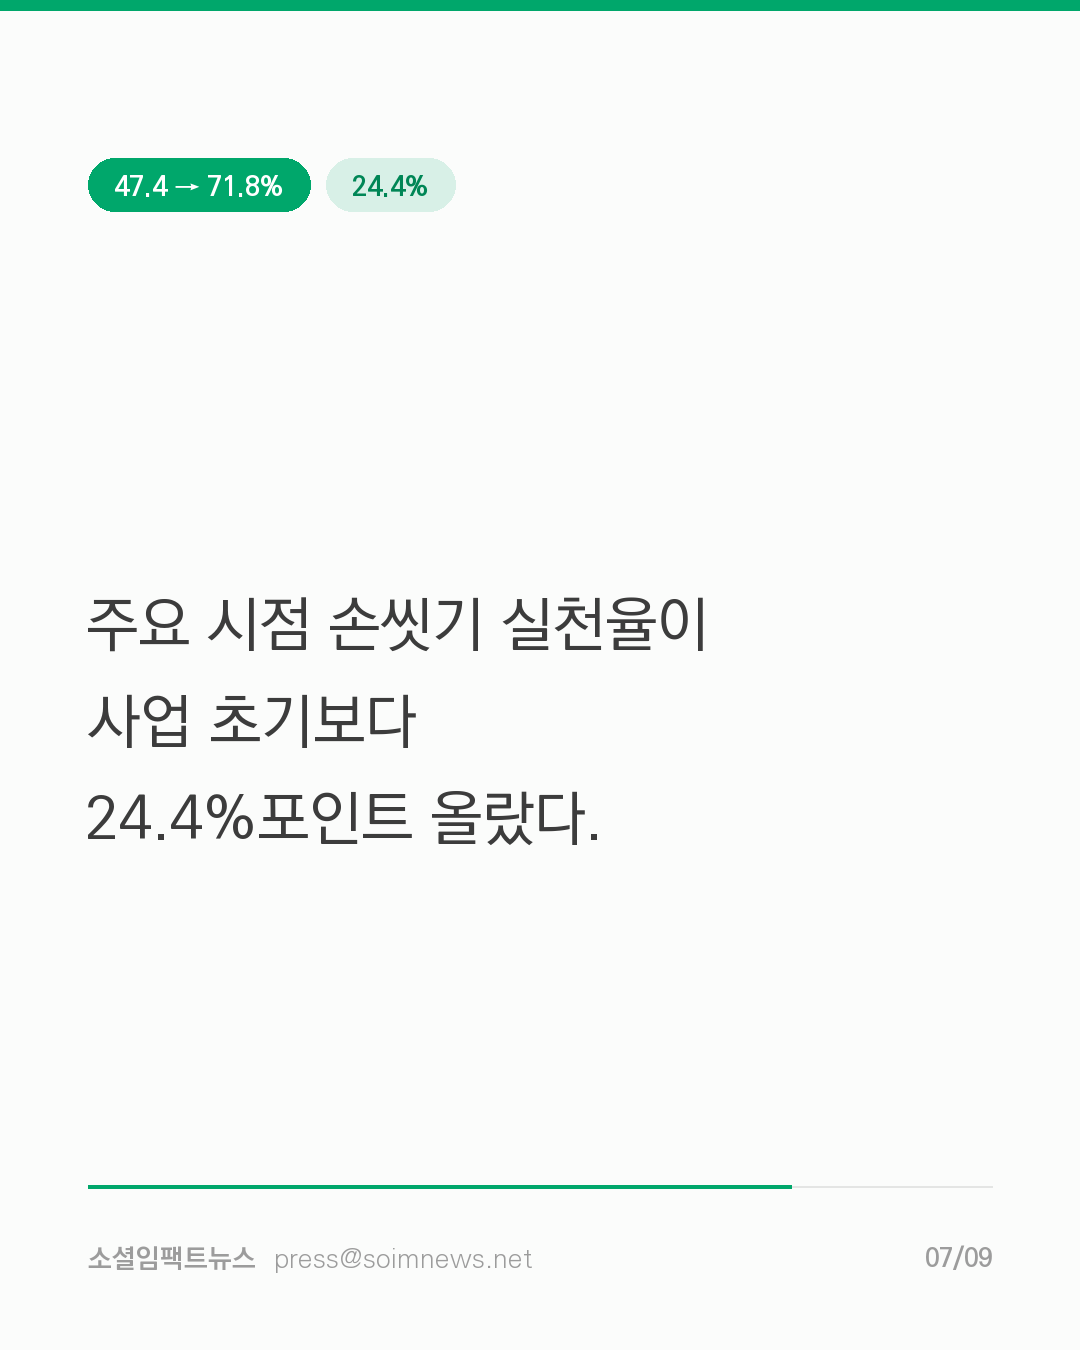 47.4 → 71.8% 24.4%
주요 시점 손씻기 실천율이
사업 초기보다
24.4%포인트 올랐다.
소셜임팩트뉴스 press@soimnews.net 07/09